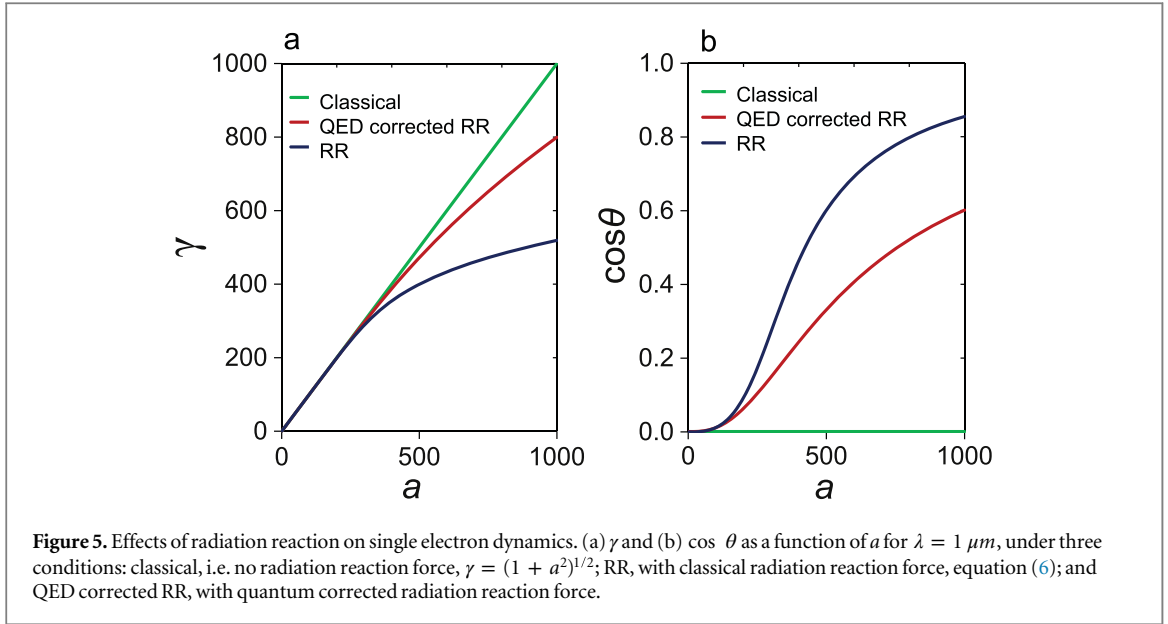 a
1000
800
600
400
200
0
γ
Classical
QED corrected RR
RR
0
500
1000
a
b
1.0
0.8
0.6
0.4
0.2
0.0
cosθ
Classical
QED corrected RR
RR
0
500
1000
a
Figure 5. Effects of radiation reaction on single electron dynamics. (a) γ and (b) cos θ as a function of a for λ = 1 μm, under three
conditions: classical, i.e. no radiation reaction force, γ = (1 + a²)^{1/2}; RR, with classical radiation reaction force, equation (6); and
QED corrected RR, with quantum corrected radiation reaction force.